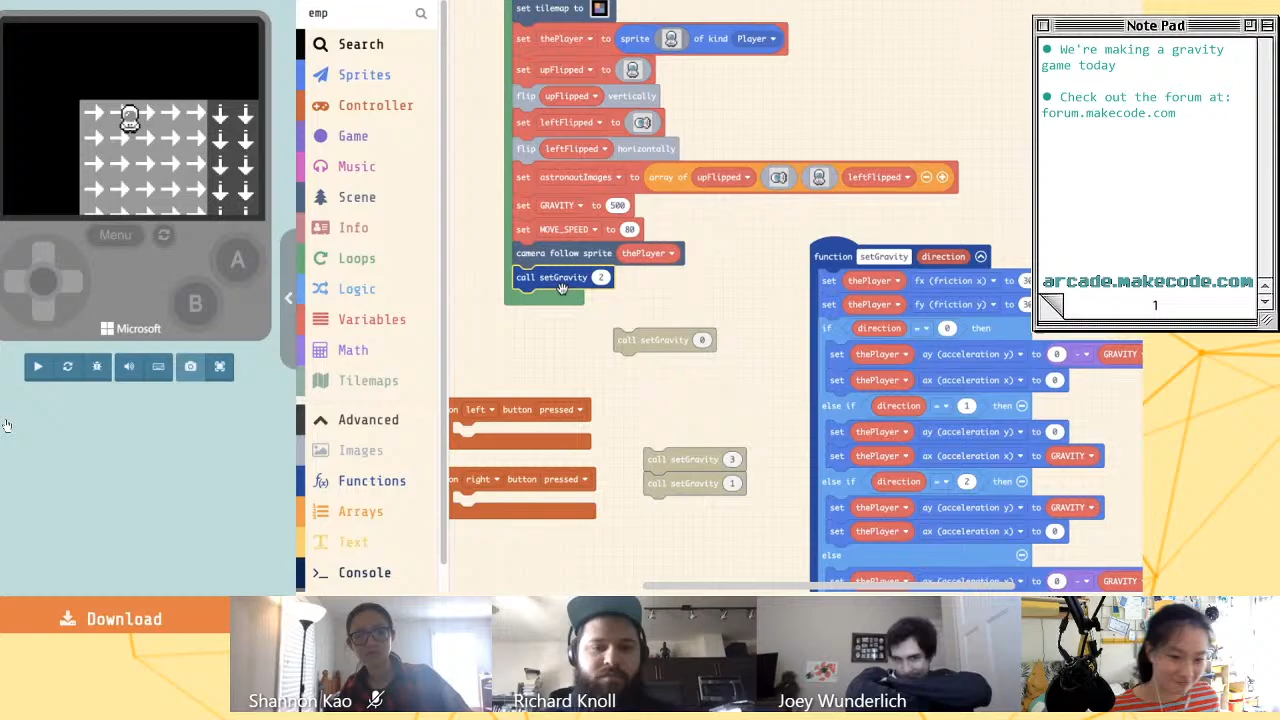 emp
Search
Sprites
Controller
Game
Music
Scene
Info
Loops
Logic
Variables
Math
Tilemaps
Advanced
Images
Functions
Arrays
Text
Console
Menu
A
B
Microsoft
Download
set tilemap to
set thePlayer to sprite of kind Player
set upFlipped to
flip upFlipped vertically
set leftFlipped to
flip leftFlipped horizontally
set astronautImages to array of upFlipped leftFlipped
set GRAVITY to 500
set MOVE_SPEED to 80
camera follow sprite thePlayer
call setGravity 2
call setGravity 0
on left button pressed
on right button pressed
call setGravity 3
call setGravity 1
function setGravity direction
set thePlayer fx (friction x) to
set thePlayer fy (friction y) to
if direction = 0 then
set thePlayer ay (acceleration y) to 0 - GRAVITY
set thePlayer ax (acceleration x) to 0
else if direction = 1 then
set thePlayer ay (acceleration y) to 0
set thePlayer ax (acceleration x) to GRAVITY
else if direction = 2 then
set thePlayer ay (acceleration y) to GRAVITY
set thePlayer ax (acceleration x) to 0
else
set thePlayer ax (acceleration x) to 0 - GRAVITY
Note Pad
● We're making a gravity
game today
● Check out the forum at:
forum.makecode.com
arcade.makecode.com
1
Shannon Kao
Richard Knoll
Joey Wunderlich